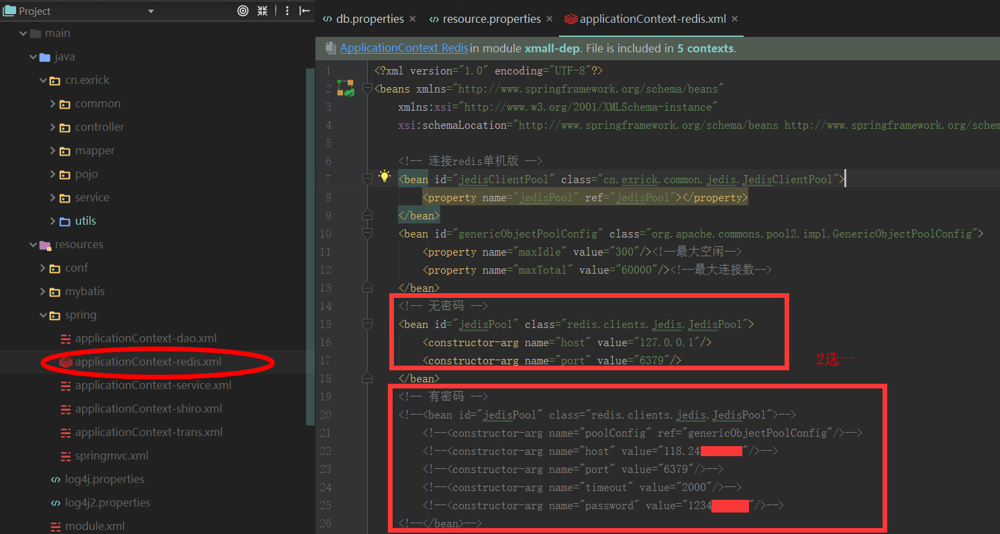 Project
main
java
cn.exrick
common
controller
mapper
pojo
service
utils
resources
conf
mybatis
spring
applicationContext-dao.xml
applicationContext-redis.xml
applicationContext-service.xml
applicationContext-shiro.xml
applicationContext-trans.xml
springmvc.xml
log4j.properties
log4j2.properties
module.xml
db.properties × resource.properties × applicationContext-redis.xml ×
ApplicationContext Redis in module xmall-dep. File is included in 5 contexts.
1 <?xml version="1.0" encoding="UTF-8"?>
2 <beans xmlns="http://www.springframework.org/schema/beans"
3 xmlns:xsi="http://www.w3.org/2001/XMLSchema-instance"
4 xsi:schemaLocation="http://www.springframework.org/schema/beans http://www.springframework.org/schem
5
6 <!-- 连接redis单机版 -->
7 <bean id="jedisClientPool" class="cn.exrick.common.jedis.JedisClientPool">
8 <property name="jedisPool" ref="jedisPool"></property>
9 </bean>
10 <bean id="genericObjectPoolConfig" class="org.apache.commons.pool2.impl.GenericObjectPoolConfig">
11 <property name="maxIdle" value="300"/><!--最大空闲-->
12 <property name="maxTotal" value="60000"/><!--最大连接数-->
13 </bean>
14 <!-- 无密码 -->
15 <bean id="jedisPool" class="redis.clients.jedis.JedisPool">
16 <constructor-arg name="host" value="127.0.0.1"/>
17 <constructor-arg name="port" value="6379"/>
2选一
18 </bean>
19 <!-- 有密码 -->
20 <!--<bean id="jedisPool" class="redis.clients.jedis.JedisPool">-->
21 <!--<constructor-arg name="poolConfig" ref="genericObjectPoolConfig"/>-->
22 <!--<constructor-arg name="host" value="118.24 "/>-->
23 <!--<constructor-arg name="port" value="6379"/>-->
24 <!--<constructor-arg name="timeout" value="2000"/>-->
25 <!--<constructor-arg name="password" value="1234 "/>-->
26 <!--</bean>-->